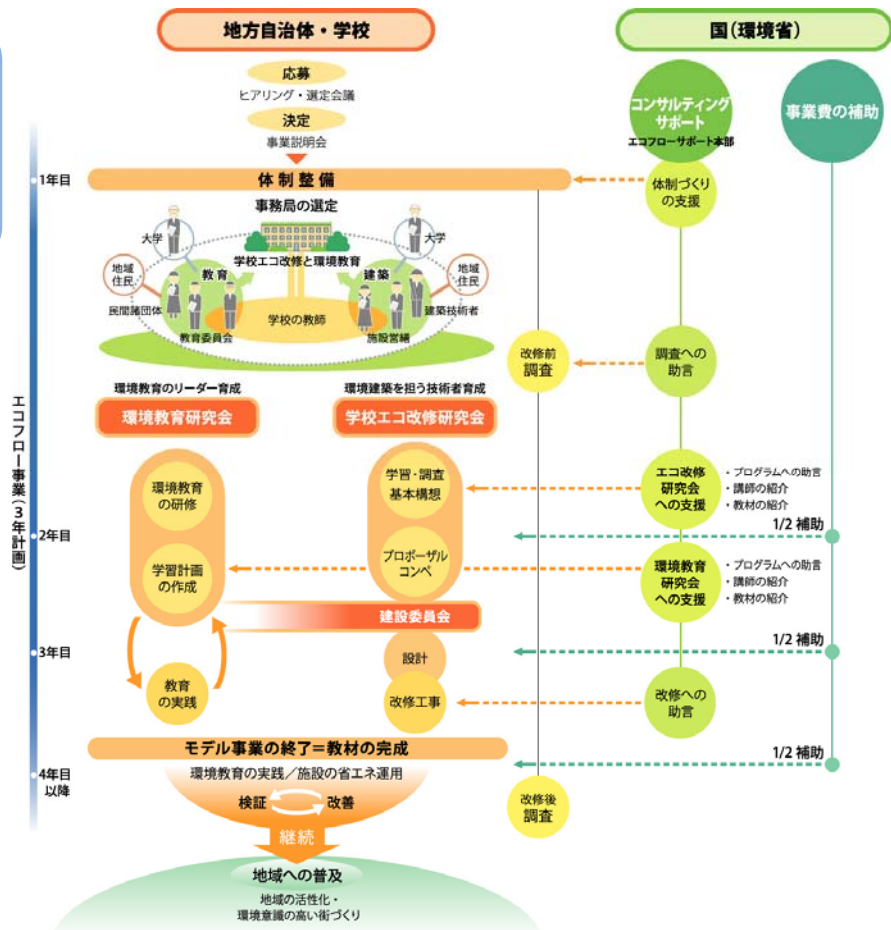 地方自治体・学校
国(環境省)
応募
ヒアリング・選定会議
決定
事業説明会
コンサルティング
サポート
エコフローサポート本部
事業費の補助
1年目
体制整備
体制づくり
の支援
事務局の選定
大学
大学
学校エコ改修と環境教育
地域
住民
教育
建築
地域
住民
民間諸団体
建築技術者
学校の教師
教育委員会
施設営繕
改修前
調査
調査への
助言
エコフロー事業(3年計画)
環境教育のリーダー育成
環境教育研究会
環境建築を担う技術者育成
学校エコ改修研究会
環境教育
の研修
学習・調査
基本構想
エコ改修
研究会
への支援
・プログラムへの助言
・講師の紹介
・教材の紹介
1/2 補助
2年目
学習計画
の作成
プロポーザル
コンペ
環境教育
研究会
への支援
・プログラムへの助言
・講師の紹介
・教材の紹介
建設委員会
1/2 補助
3年目
設計
教育
の実践
改修工事
改修への
助言
モデル事業の終了=教材の完成
1/2 補助
4年目
以降
環境教育の実践/施設の省エネ運用
検証
改善
改修後
調査
継続
地域への普及
地域の活性化・
環境意識の高い街づくり